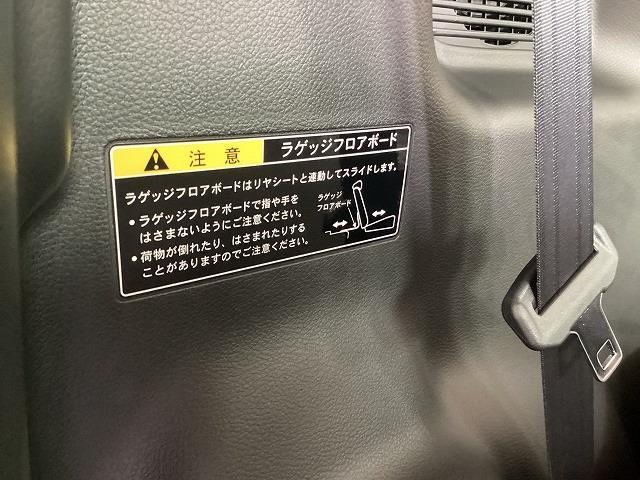 注意 ラゲッジフロアボード
ラゲッジフロアボードはリヤシートと連動してスライドします。
・ラゲッジフロアボードで指や手を
はさまないようにご注意ください。
・荷物が倒れたり、はさまれたりする
ことがありますのでご注意ください。
ラゲッジ
フロアボード